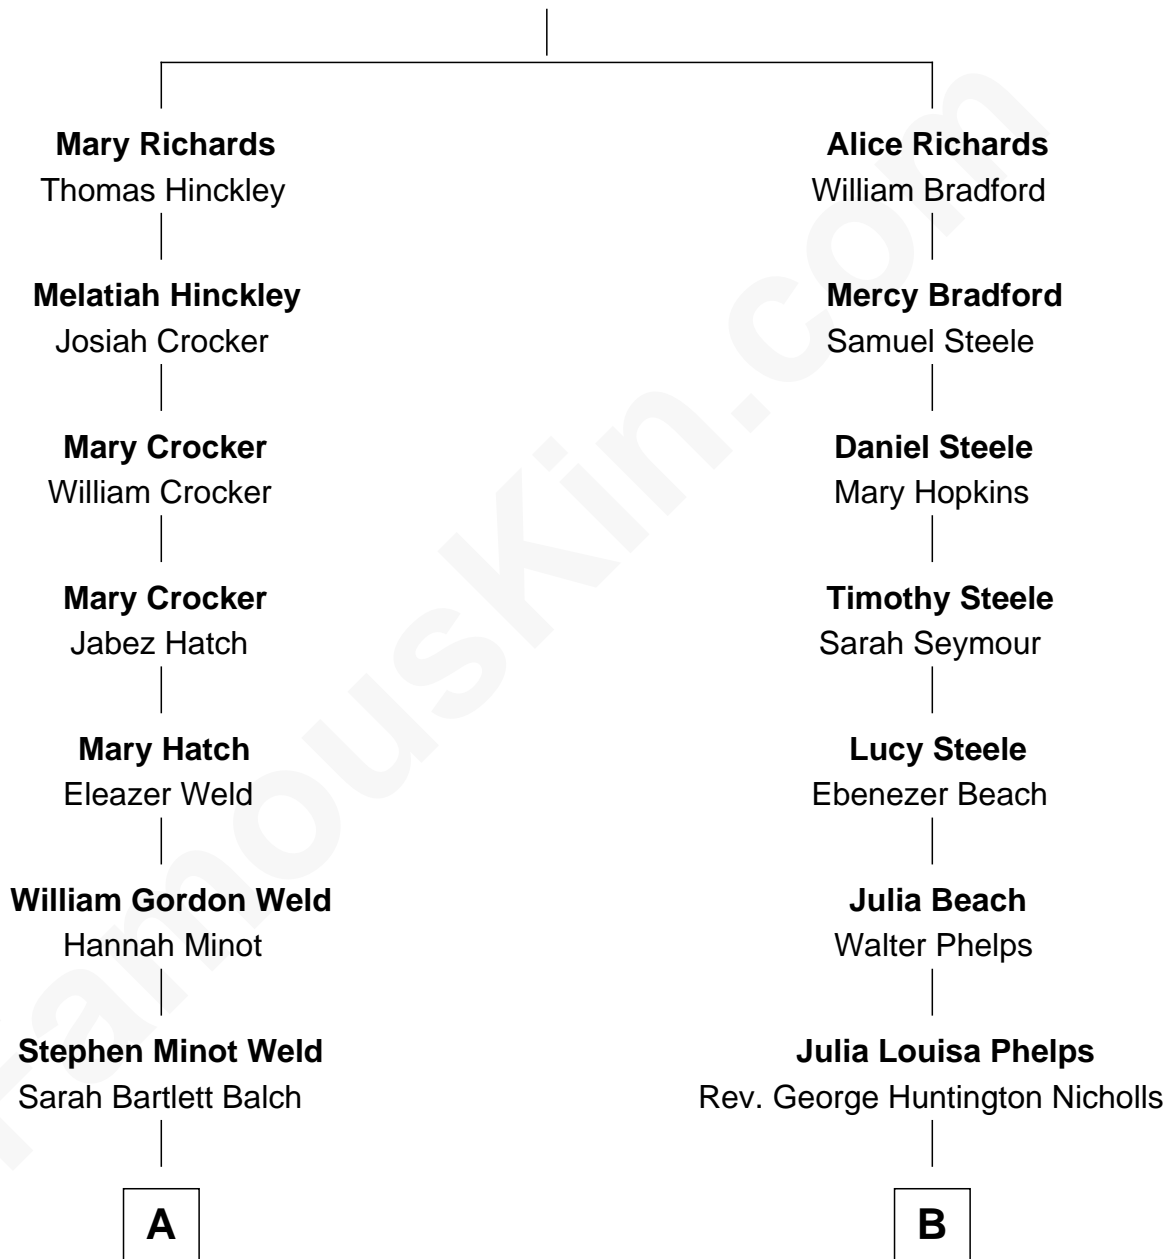 Mary Richards
Thomas Hinckley
Melatiah Hinckley
Josiah Crocker
Mary Crocker
William Crocker
Mary Crocker
Jabez Hatch
Mary Hatch
Eleazer Weld
William Gordon Weld
Hannah Minot
Stephen Minot Weld
Sarah Bartlett Balch
A
Alice Richards
William Bradford
Mercy Bradford
Samuel Steele
Daniel Steele
Mary Hopkins
Timothy Steele
Sarah Seymour
Lucy Steele
Ebenezer Beach
Julia Beach
Walter Phelps
Julia Louisa Phelps
Rev. George Huntington Nicholls
B
FamousKin.com